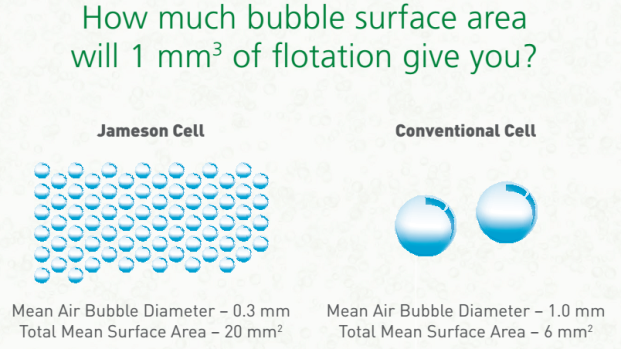 How much bubble surface area
will 1 mm³ of flotation give you?
Jameson Cell
Conventional Cell
Mean Air Bubble Diameter – 0.3 mm
Total Mean Surface Area – 20 mm²
Mean Air Bubble Diameter – 1.0 mm
Total Mean Surface Area – 6 mm²